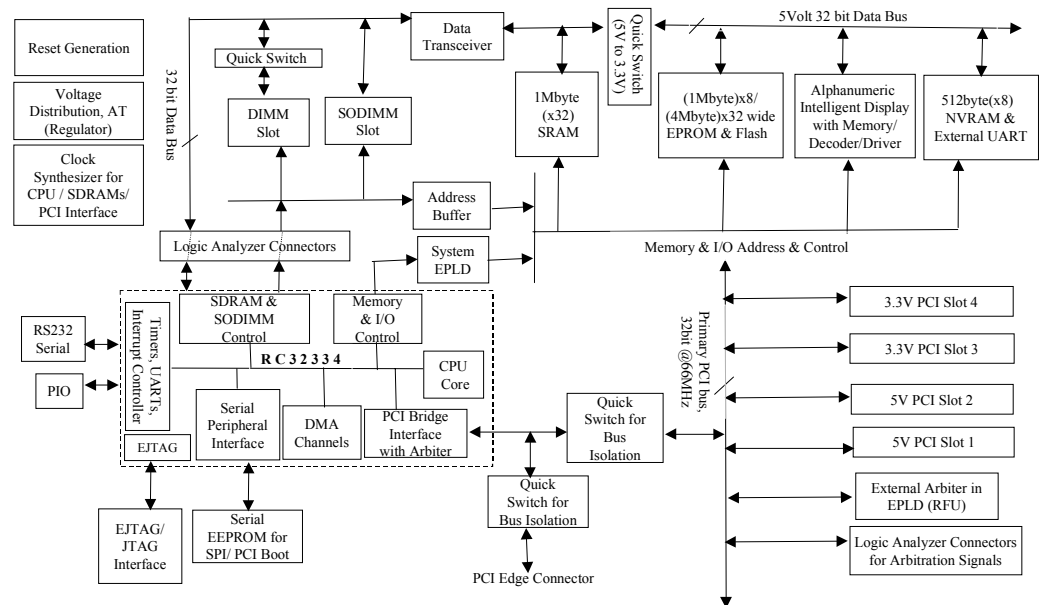 Reset Generation
Voltage
Distribution, AT
(Regulator)
Clock
Synthesizer for
CPU / SDRAMs/
PCI Interface
32 bit Data Bus
Quick Switch
DIMM
Slot
SODIMM
Slot
Data
Transceiver
1Mbyte
(x32)
SRAM
Quick Switch
(5V to 3.3V)
5Volt 32 bit Data Bus
(1Mbyte)x8/
(4Mbyte)x32 wide
EPROM & Flash
Alphanumeric
Intelligent Display
with Memory/
Decoder/Driver
512byte(x8)
NVRAM &
External UART
Address
Buffer
Logic Analyzer Connectors
System
EPLD
Memory & I/O Address & Control
RS232
Serial
PIO
Timers, UARTs,
Interrupt Controller
SDRAM &
SODIMM
Control
Memory
& I/O
Control
RC32334
CPU
Core
EJTAG
Serial
Peripheral
Interface
DMA
Channels
PCI Bridge
Interface
with Arbiter
Quick
Switch for
Bus
Isolation
Quick
Switch for
Bus Isolation
PCI Edge Connector
EJTAG/
JTAG
Interface
Serial
EEPROM for
SPI/ PCI Boot
Primary PCI bus,
32bit @66MHz
3.3V PCI Slot 4
3.3V PCI Slot 3
5V PCI Slot 2
5V PCI Slot 1
External Arbiter in
EPLD (RFU)
Logic Analyzer Connectors
for Arbitration Signals